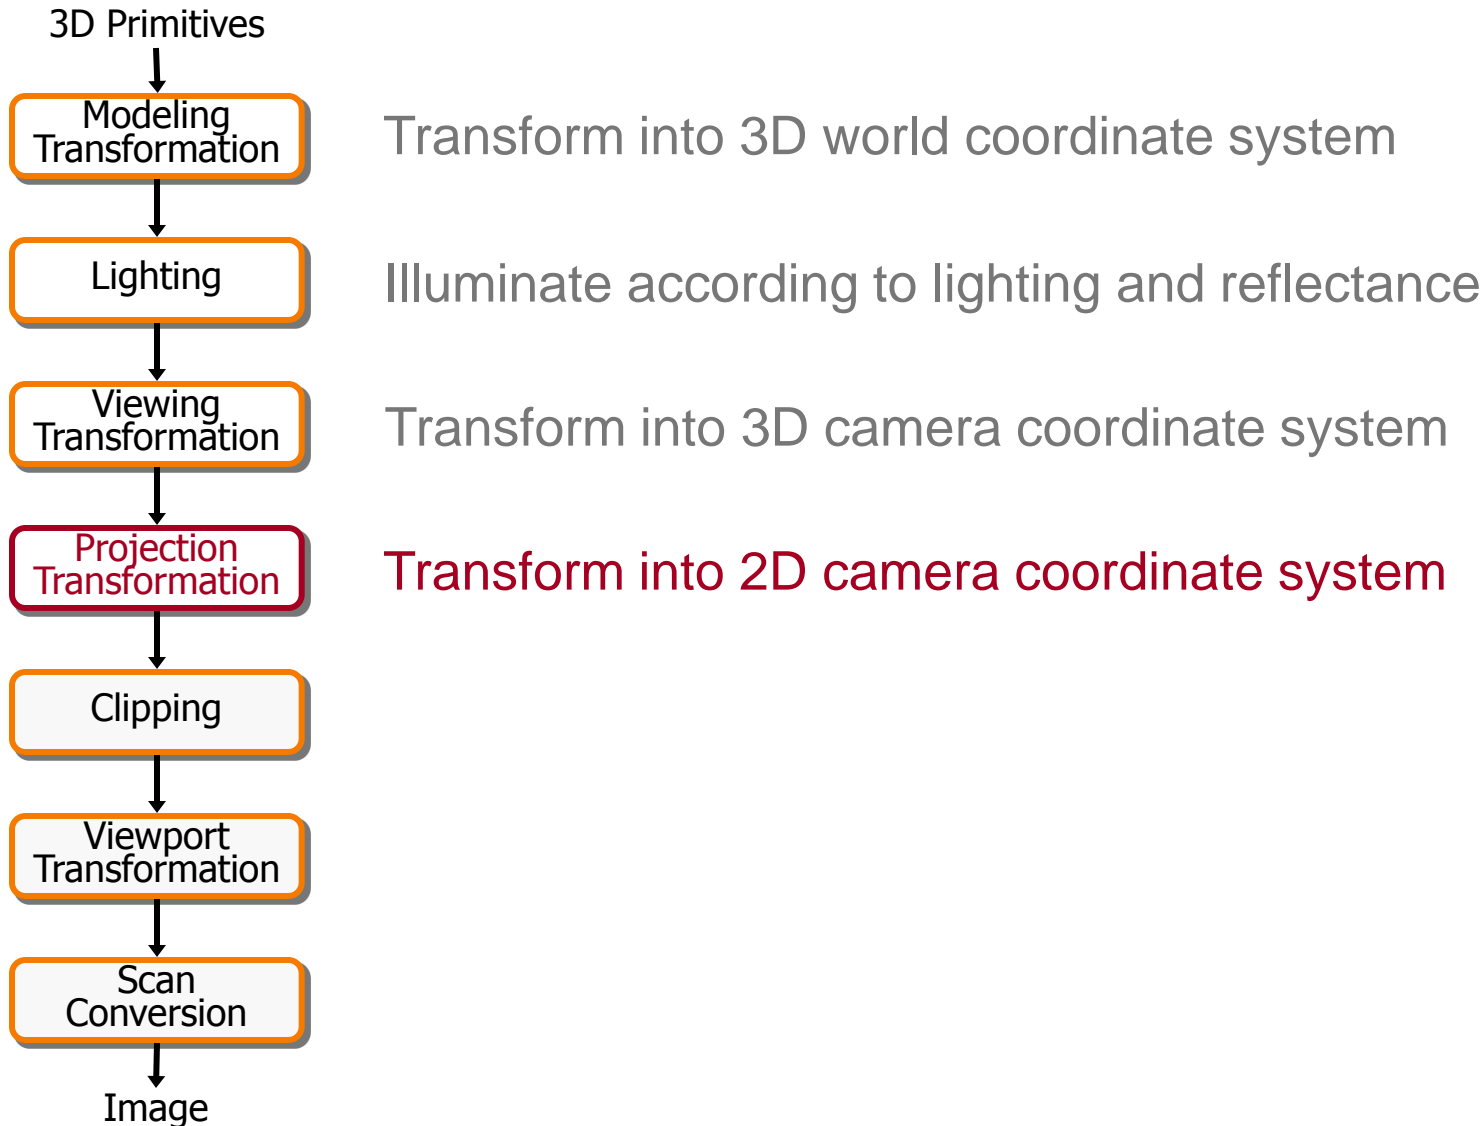 3D Primitives
Modeling
Transformation
Transform into 3D world coordinate system
Lighting
Illuminate according to lighting and reflectance
Viewing
Transformation
Transform into 3D camera coordinate system
Projection
Transformation
Transform into 2D camera coordinate system
Clipping
Viewport
Transformation
Scan
Conversion
Image